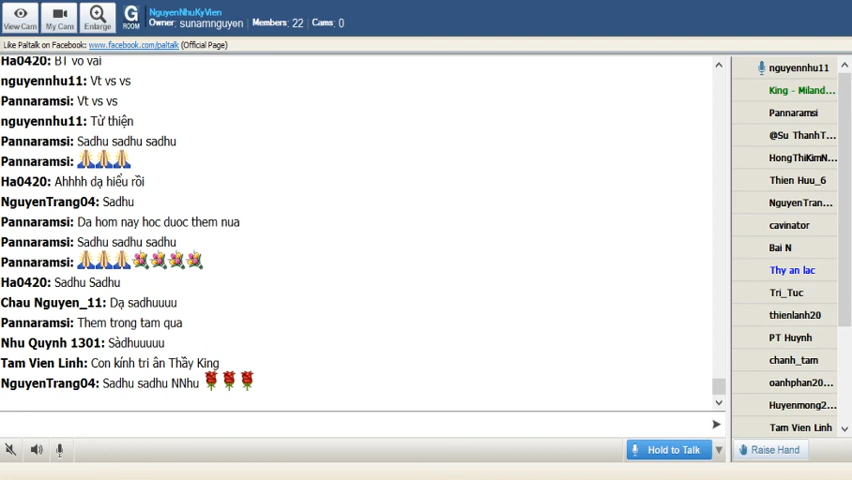 View Cam
My Cam
Enlarge
G
ROOM
NguyenNhuKyVien
Owner: sunamnguyen Members: 22 Cams: 0
Like Paltalk on Facebook: www.facebook.com/paltalk (Official Page)
Ha0420: BT vo vai
nguyennhu11: Vt vs vs
Pannaramsi: Vt vs vs
nguyennhu11: Từ thiện
Pannaramsi: Sadhu sadhu sadhu
Pannaramsi:
Ha0420: Ahhhh dạ hiểu rồi
NguyenTrang04: Sadhu
Pannaramsi: Da hom nay hoc duoc them nua
Pannaramsi: Sadhu sadhu sadhu
Pannaramsi:
Ha0420: Sadhu Sadhu
Chau Nguyen_11: Dạ sadhuuuu
Pannaramsi: Them trong tam qua
Nhu Quynh 1301: Sàdhuuuuu
Tam Vien Linh: Con kính tri ân Thầy King
NguyenTrang04: Sadhu sadhu NNhu
Hold to Talk
nguyennhu11
King - Miland...
Pannaramsi
@Su ThanhT...
HongThiKimN...
Thien Huu_6
NguyenTran...
cavinator
Bai N
Thy an lac
Tri_Tuc
thienlanh20
PT Huynh
chanh_tam
oanhphan20...
Huyenmong2...
Tam Vien Linh
Raise Hand